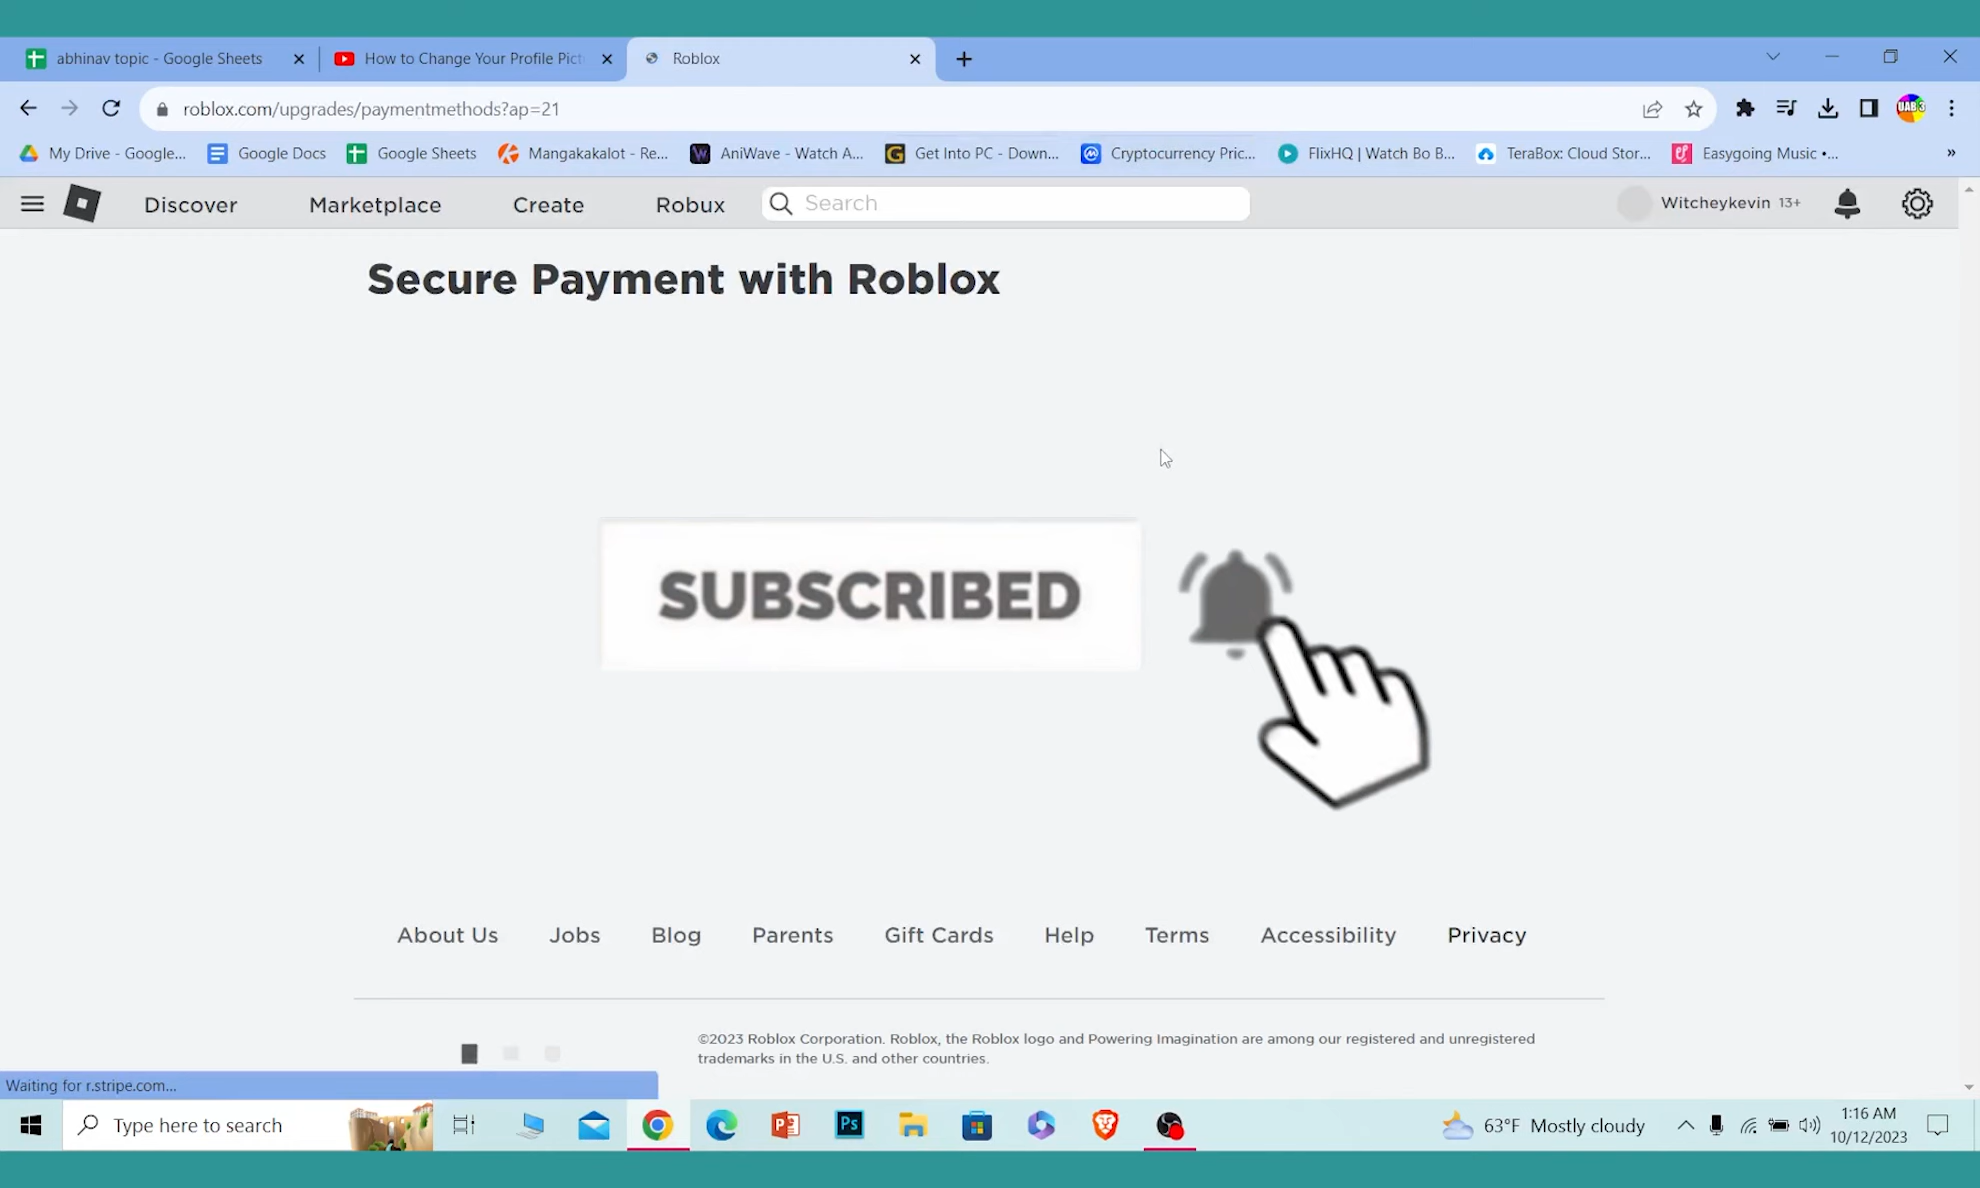 abhinav topic - Google Sheets
How to Change Your Profile Pict
Roblox
roblox.com/upgrades/paymentmethods?ap=21
UAB 3
My Drive - Google...
Google Docs
Google Sheets
Mangakakalot - Re...
AniWave - Watch A...
Get Into PC - Down...
Cryptocurrency Pric...
FlixHQ | Watch Bo B...
TeraBox: Cloud Stor...
Easygoing Music •...
»
Discover
Marketplace
Create
Robux
Search
Witcheykevin 13+
Secure Payment with Roblox
SUBSCRIBED
About Us
Jobs
Blog
Parents
Gift Cards
Help
Terms
Accessibility
Privacy
©2023 Roblox Corporation. Roblox, the Roblox logo and Powering Imagination are among our registered and unregistered
trademarks in the U.S. and other countries.
Waiting for r.stripe.com...
Type here to search
Ps
63°F Mostly cloudy
1:16 AM
10/12/2023